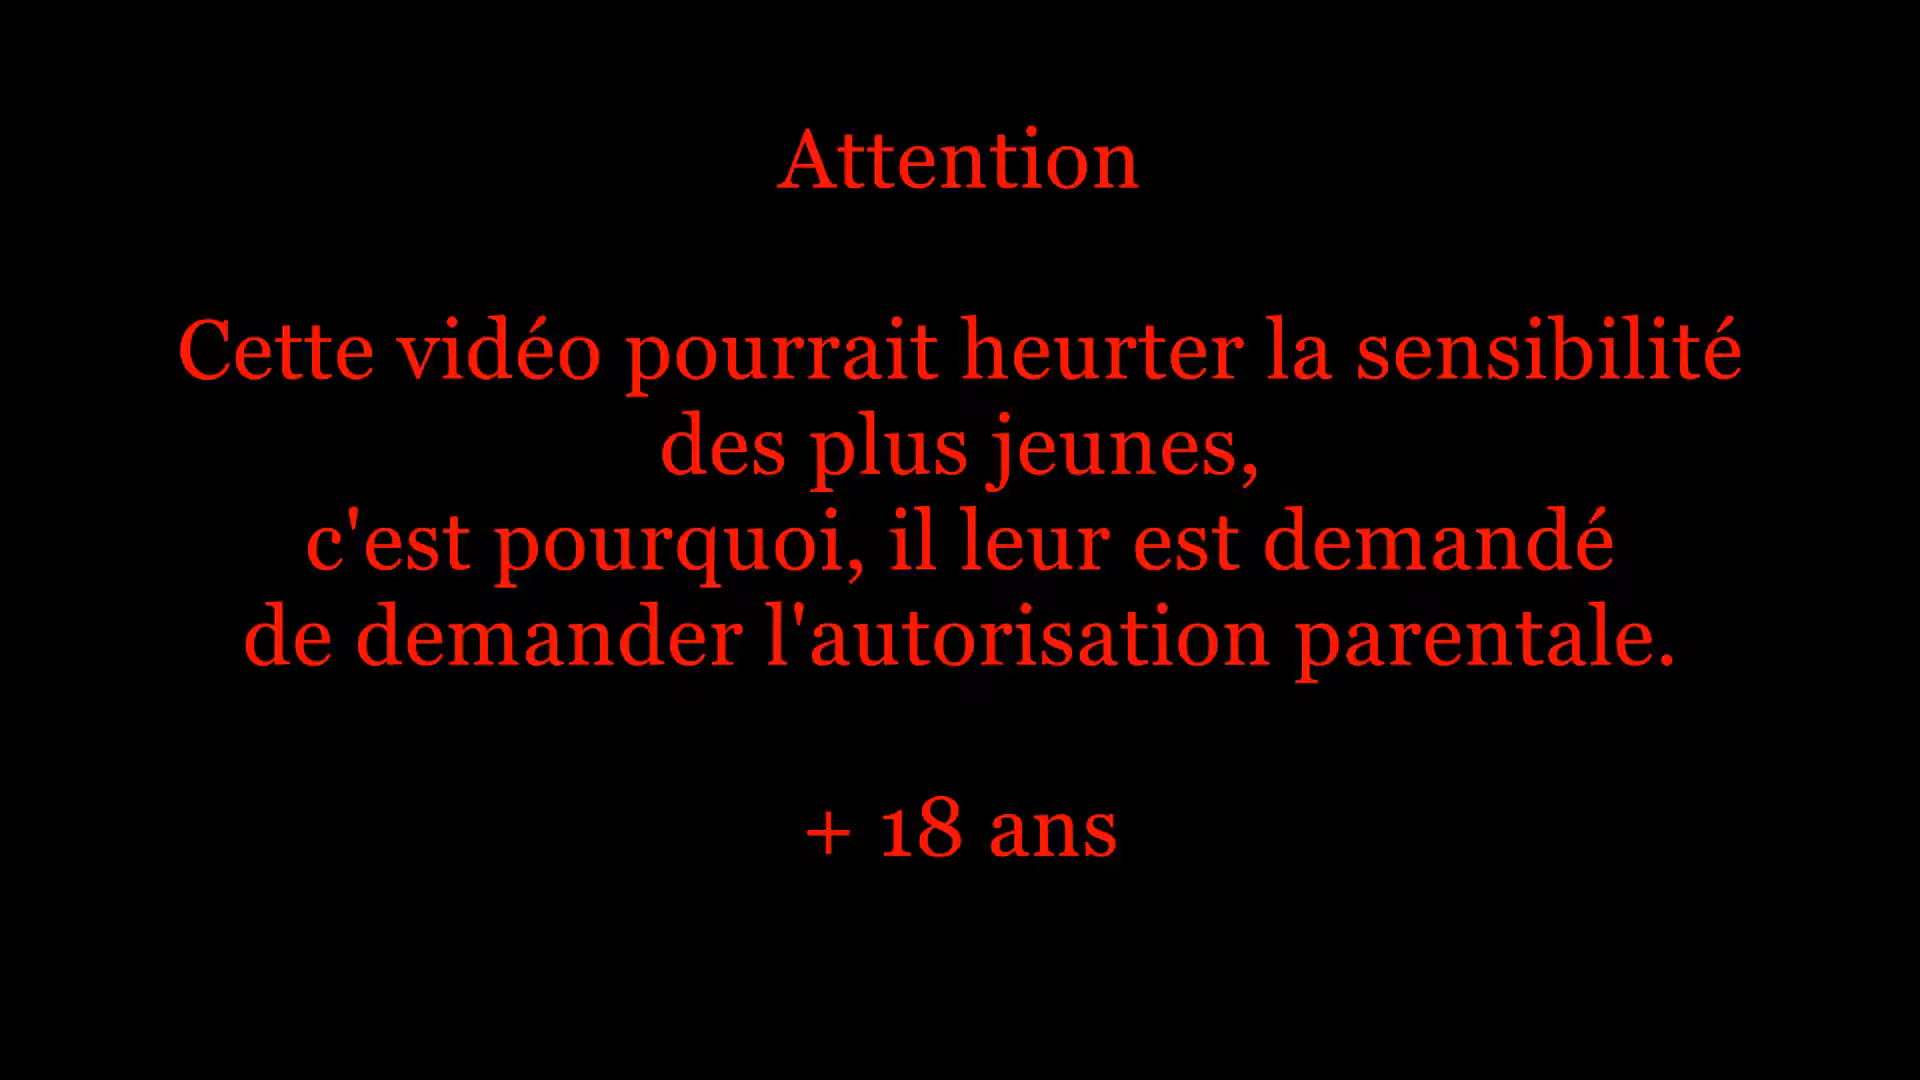 Attention
Cette vidéo pourrait heurter la sensibilité
des plus jeunes,
c'est pourquoi, il leur est demandé
de demander l'autorisation parentale.
+ 18 ans